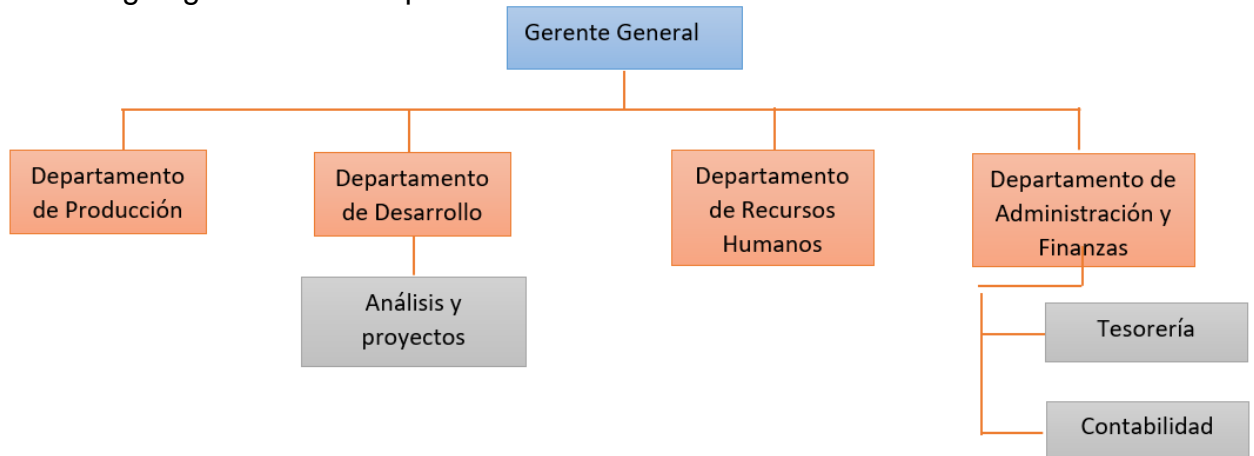 Gerente General
Departamento
de Producción
Departamento
de Desarrollo
Departamento
de Recursos
Humanos
Departamento de
Administración y
Finanzas
Análisis y
proyectos
Tesorería
Contabilidad